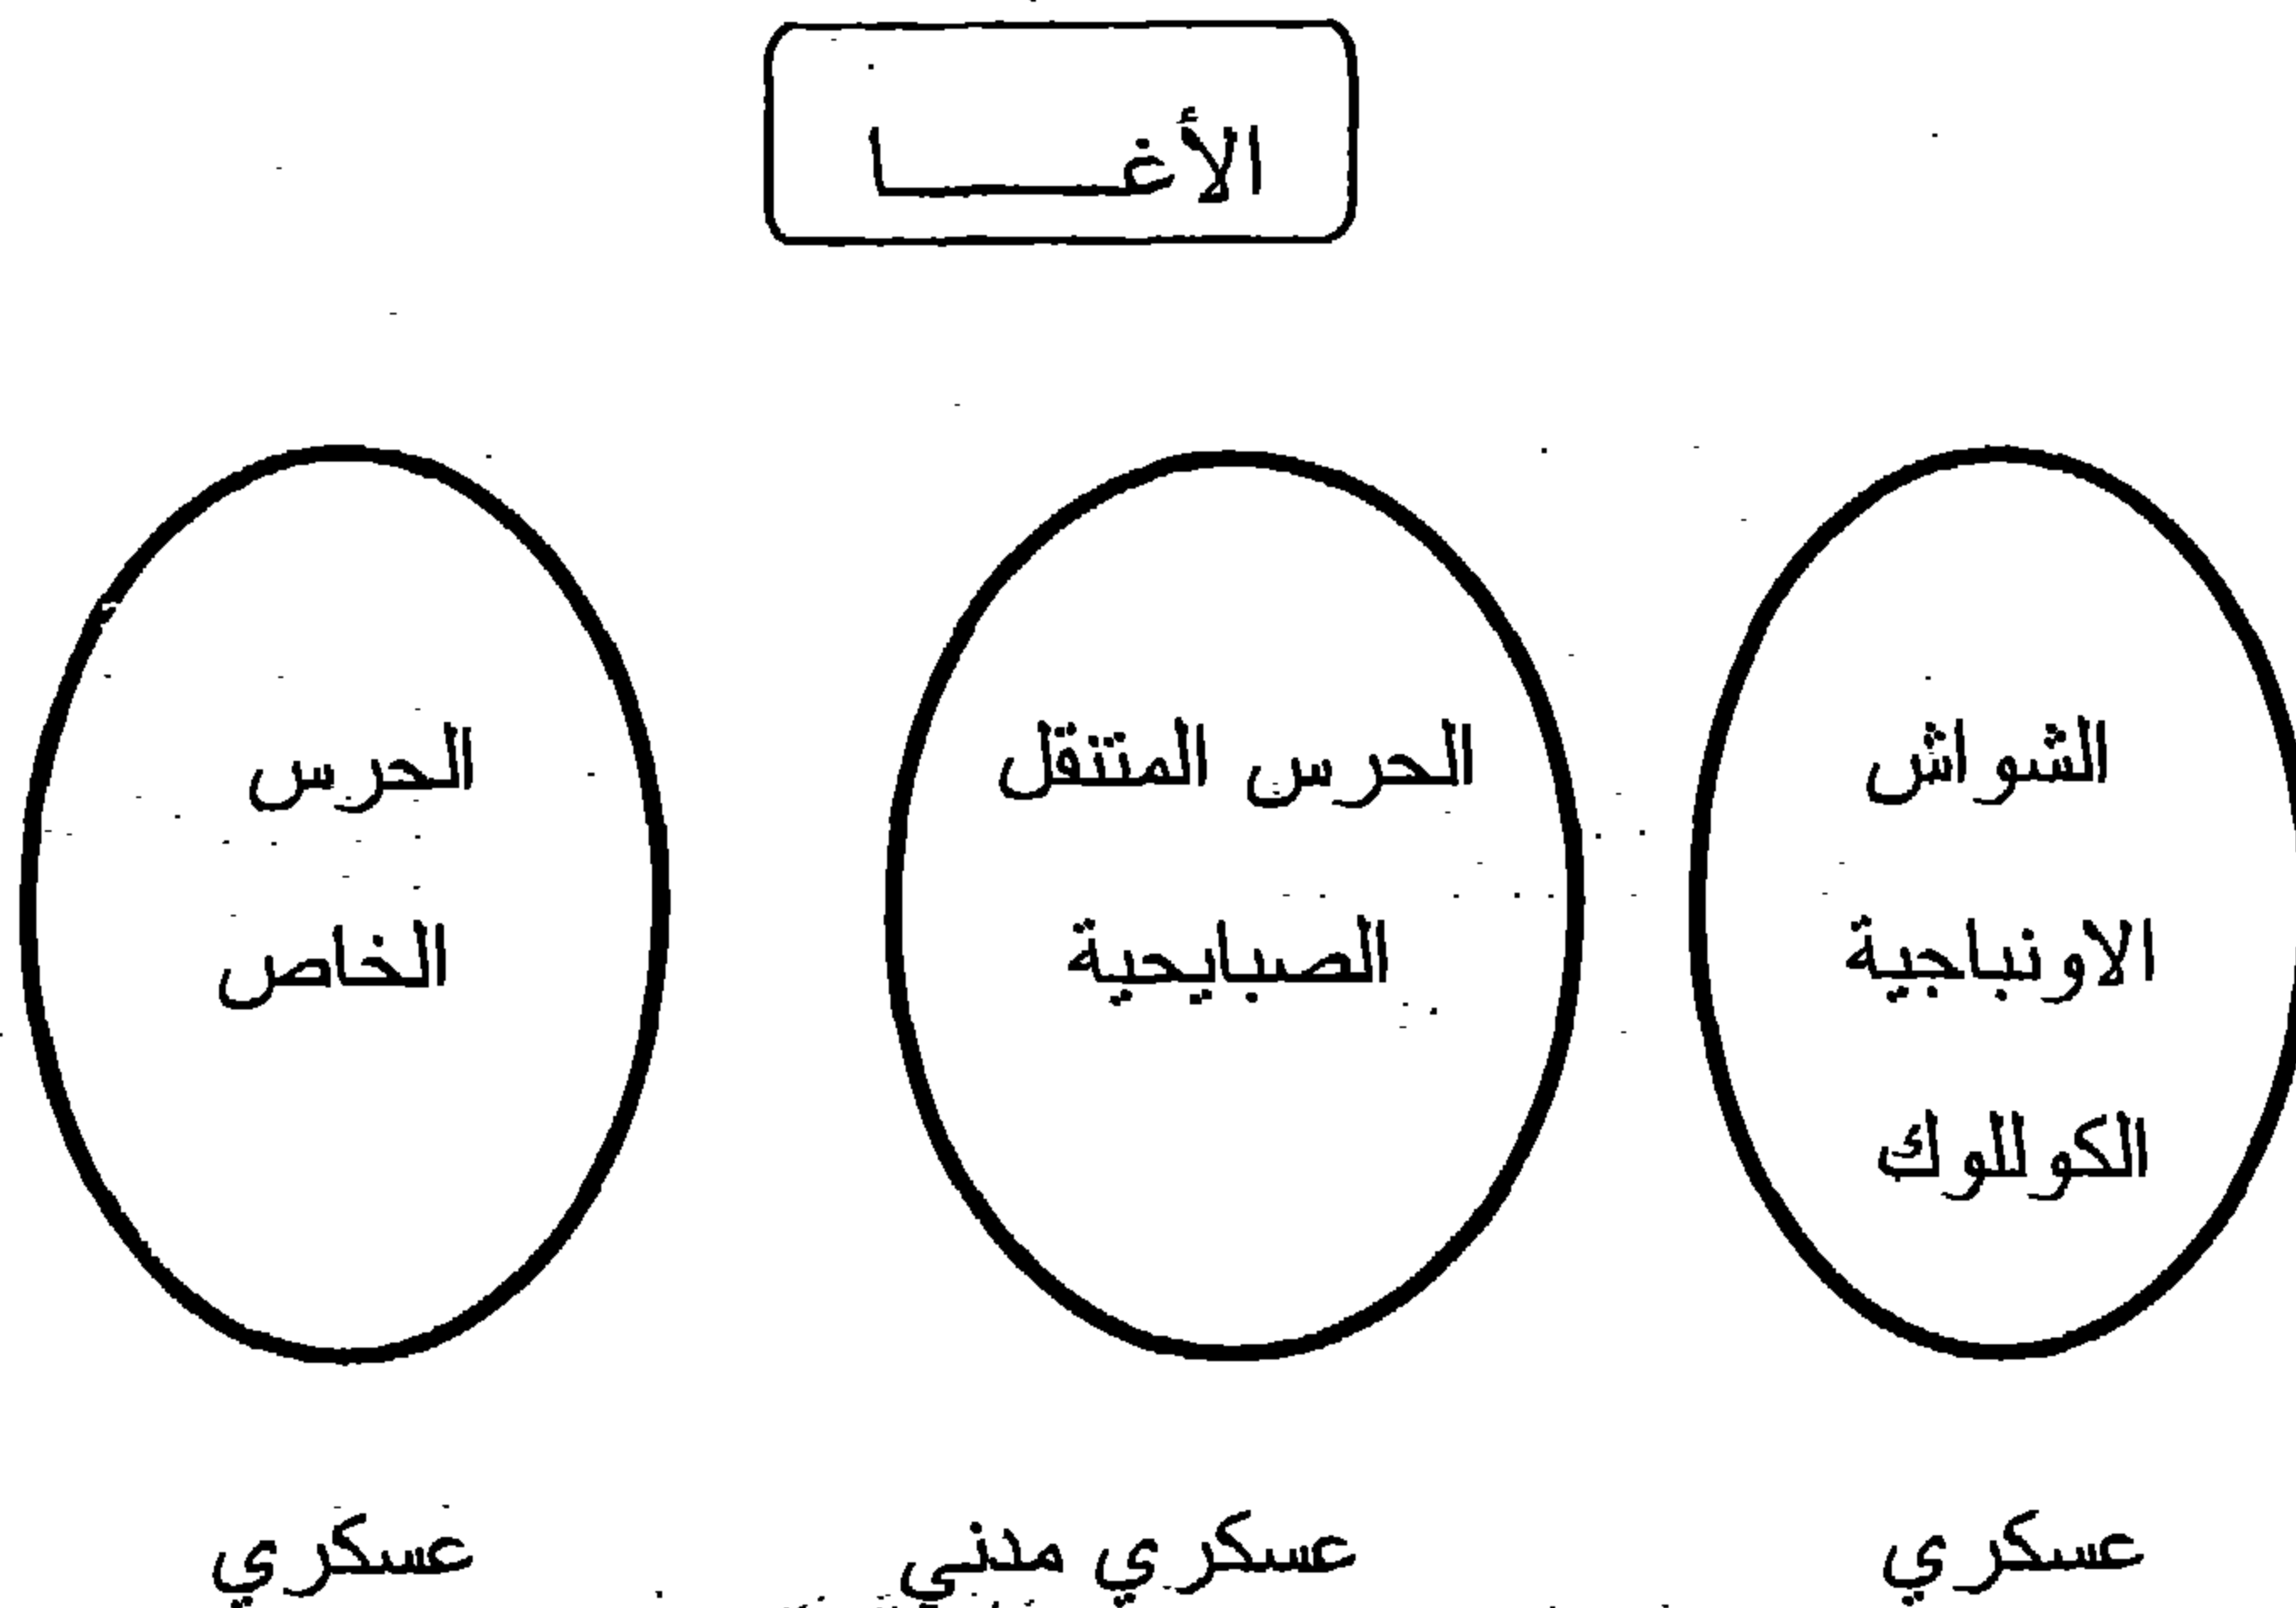 الأغـــــا
الشواش
الاونباجية
الكوللوك
الحرس المتنقل
الصبايحية
الحرس
الخاص
عسكري
عسكري مدني
عسكري